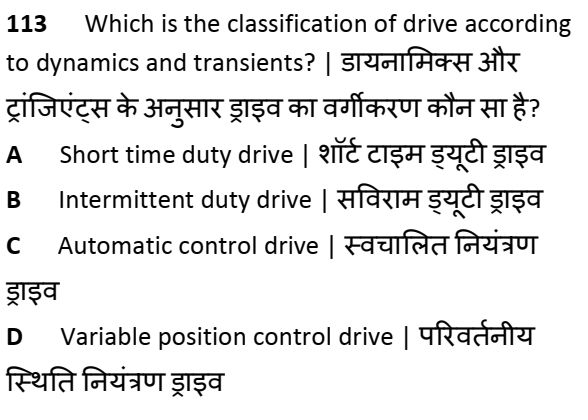 113 Which is the classification of drive according
to dynamics and transients? | डायनामिक्स और
ट्रांजिएंट्स के अनुसार ड्राइव का वर्गीकरण कौन सा है?
A Short time duty drive | शॉर्ट टाइम ड्यूटी ड्राइव
B Intermittent duty drive | सविराम ड्यूटी ड्राइव
C Automatic control drive | स्वचालित नियंत्रण
ड्राइव
D Variable position control drive | परिवर्तनीय
स्थिति नियंत्रण ड्राइव